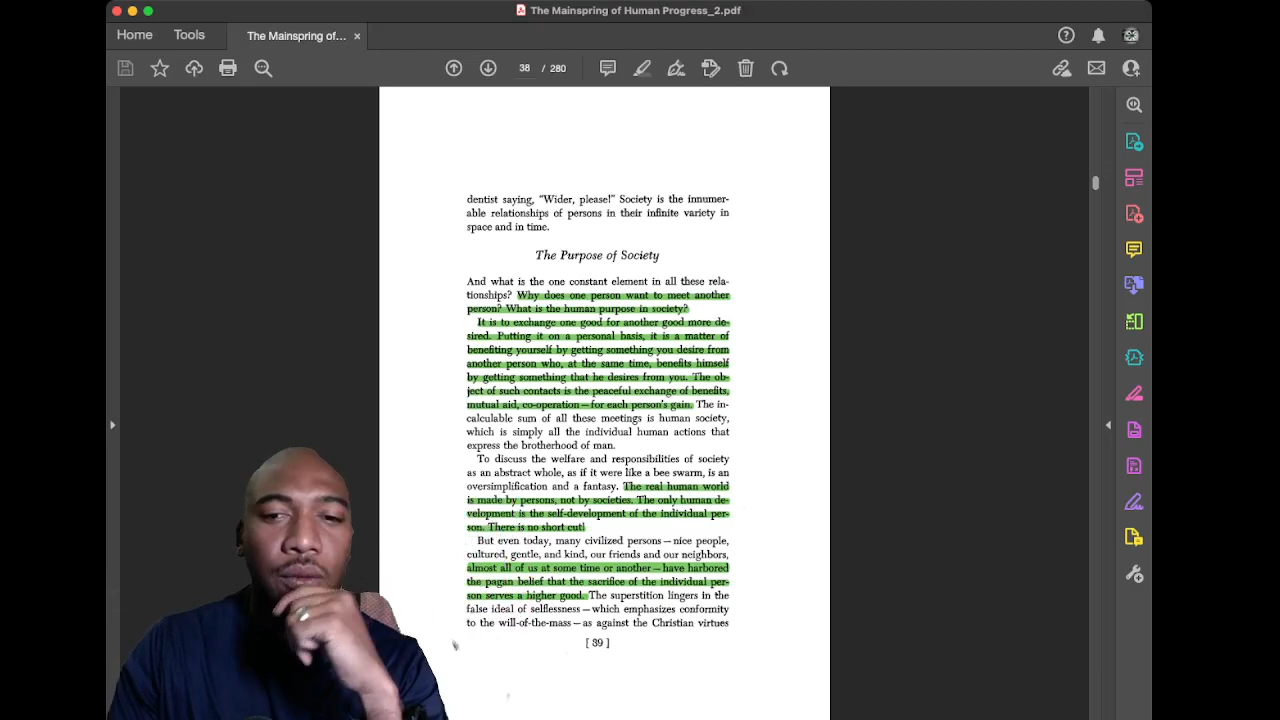 The Mainspring of Human Progress_2.pdf
Home
Tools
The Mainspring of...
38 / 280
dentist saying, "Wider, please!" Society is the innumer-
able relationships of persons in their infinite variety in
space and in time.
The Purpose of Society
And what is the one constant element in all these rela-
tionships? Why does one person want to meet another
person? What is the human purpose in society?
It is to exchange one good for another good more de-
sired. Putting it on a personal basis, it is a matter of
benefiting yourself by getting something you desire from
another person who, at the same time, benefits himself
by getting something that he desires from you. The ob-
ject of such contacts is the peaceful exchange of benefits,
mutual aid, co-operation—for each person's gain. The in-
calculable sum of all these meetings is human society,
which is simply all the individual human actions that
express the brotherhood of man.
To discuss the welfare and responsibilities of society
as an abstract whole, as if it were like a bee swarm, is an
oversimplification and a fantasy. The real human world
is made by persons, not by societies. The only human de-
velopment is the self-development of the individual per-
son. There is no short cut!
But even today, many civilized persons—nice people,
cultured, gentle, and kind, our friends and our neighbors,
almost all of us at some time or another—have harbored
the pagan belief that the sacrifice of the individual per-
son serves a higher good. The superstition lingers in the
false ideal of selflessness—which emphasizes conformity
to the will-of-the-mass—as against the Christian virtues
[ 39 ]